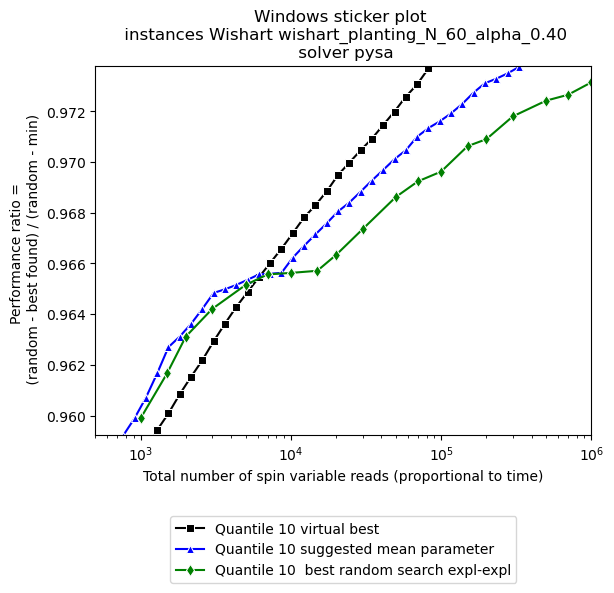 Windows sticker plot
instances Wishart wishart_planting_N_60_alpha_0.40
solver pysa
Performance ratio =
(random - best found) / (random - min)
0.972
0.970
0.968
0.966
0.964
0.962
0.960
10³
10⁴
10⁵
10⁶
Total number of spin variable reads (proportional to time)
Quantile 10 virtual best
Quantile 10 suggested mean parameter
Quantile 10  best random search expl-expl